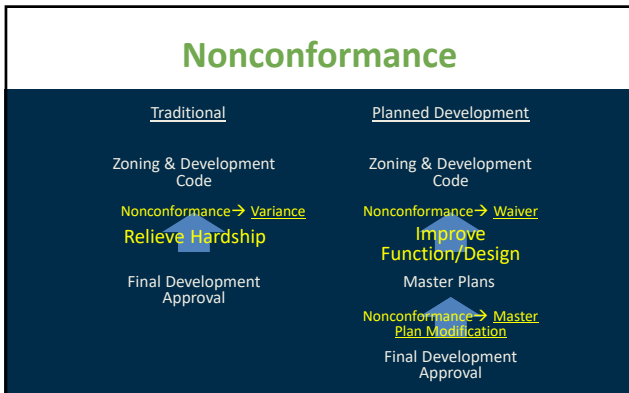 Nonconformance
Traditional
Zoning & Development
Code
Nonconformance→ Variance
Relieve Hardship
Final Development
Approval
Planned Development
Zoning & Development
Code
Nonconformance→ Waiver
Improve
Function/Design
Master Plans
Nonconformance→ Master
Plan Modification
Final Development
Approval